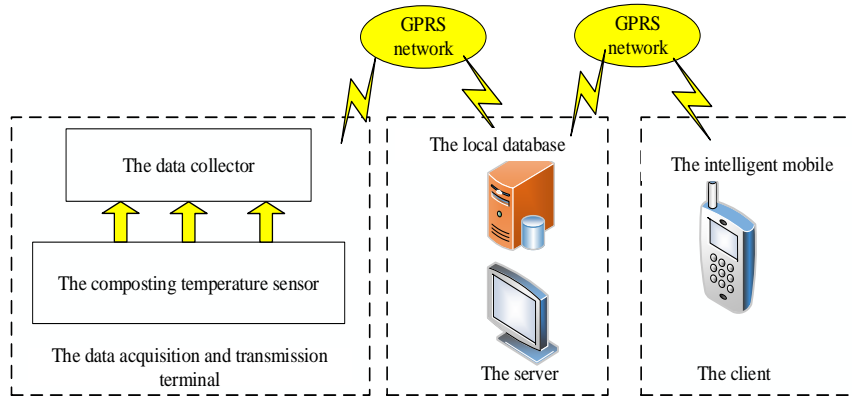 GPRS
network
GPRS
network
The data collector
The composting temperature sensor
The data acquisition and transmission
terminal
The local database
The server
The intelligent mobile
The client